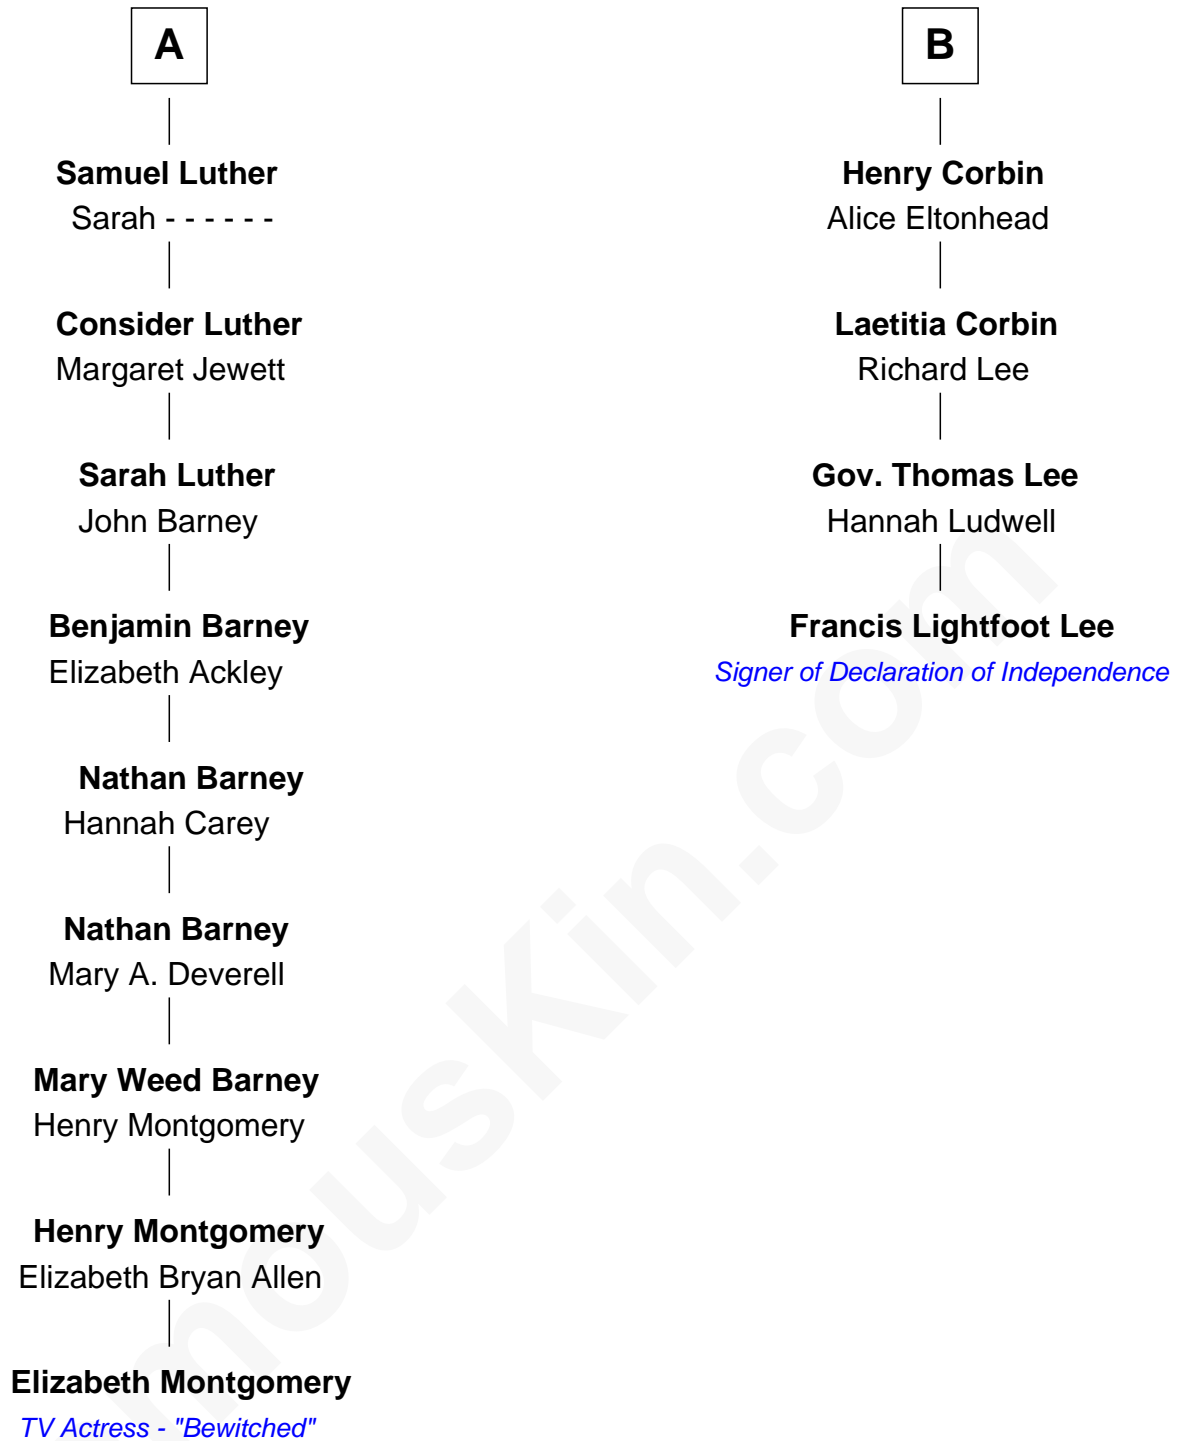 A
Samuel Luther
Sarah - - - - - -
Consider Luther
Margaret Jewett
Sarah Luther
John Barney
Benjamin Barney
Elizabeth Ackley
Nathan Barney
Hannah Carey
Nathan Barney
Mary A. Deverell
Mary Weed Barney
Henry Montgomery
Henry Montgomery
Elizabeth Bryan Allen
Elizabeth Montgomery
TV Actress - "Bewitched"
B
Henry Corbin
Alice Eltonhead
Laetitia Corbin
Richard Lee
Gov. Thomas Lee
Hannah Ludwell
Francis Lightfoot Lee
Signer of Declaration of Independence
mousKin.com